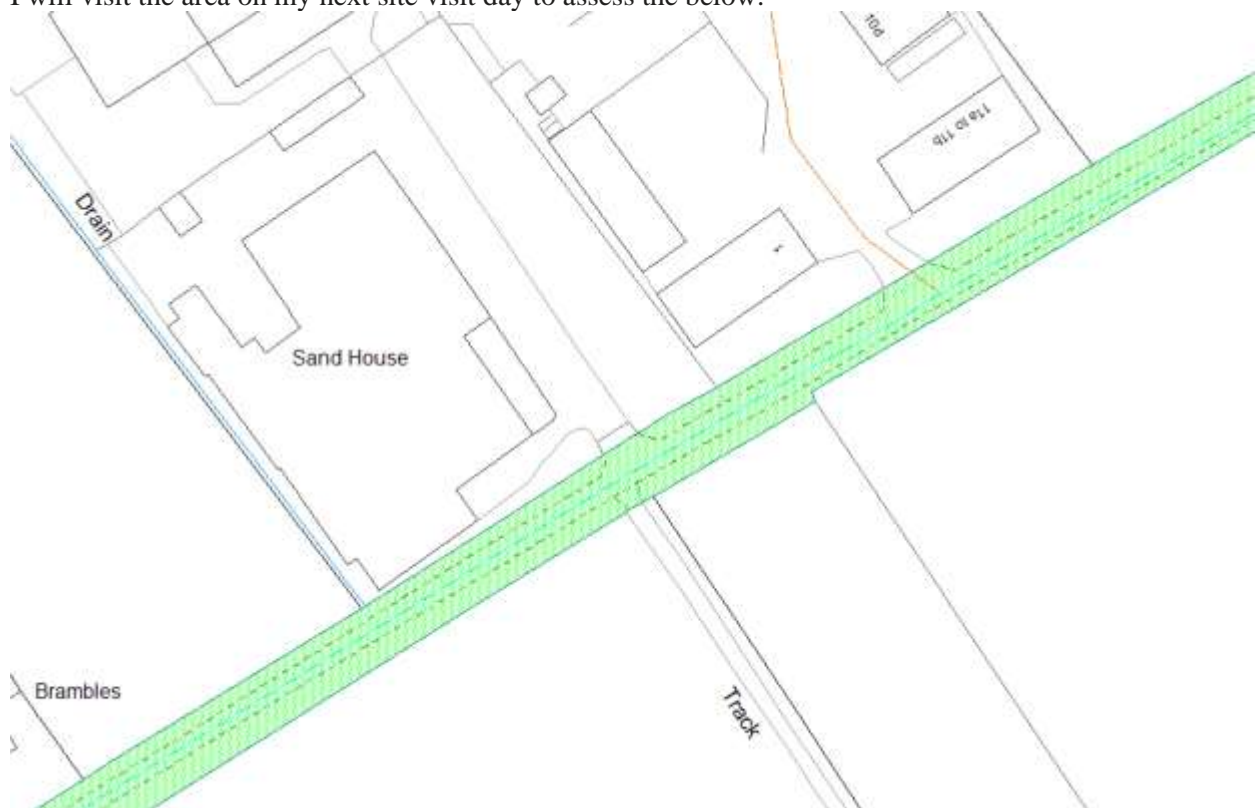 I will visit the area on my next site visit day to assess the below:
10d
11a to 11b
Drain
Sand House
Brambles
Track